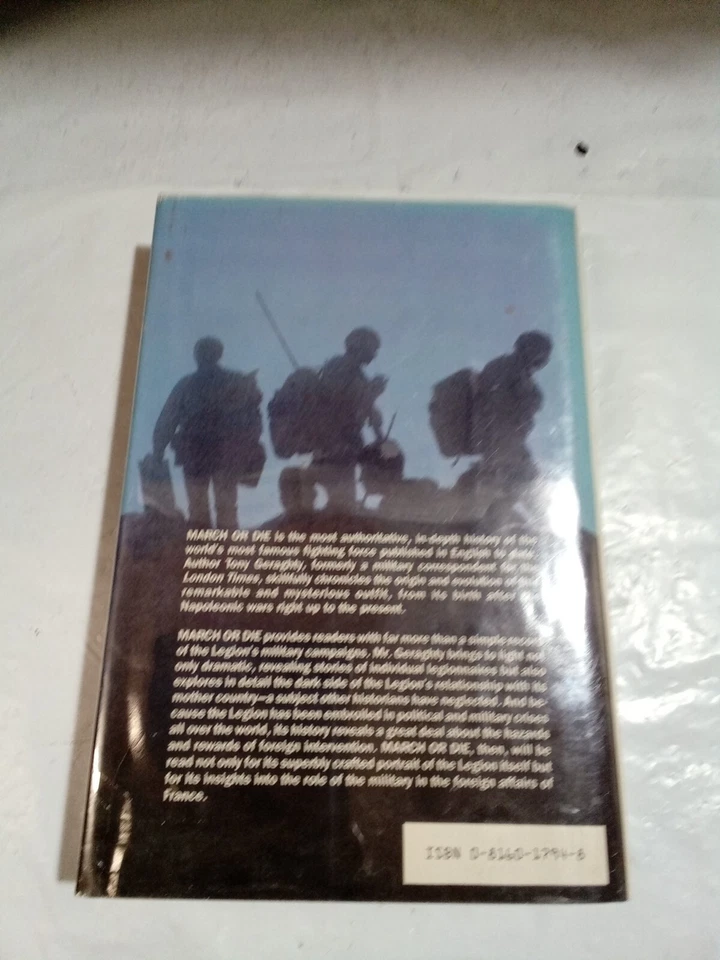 MARCH OR DIE is the most authoritative, in-depth history of the
world's most famous fighting force published in English to date.
Author Tony Geraghty, formerly a military correspondent for the
London Times, skillfully chronicles the origin and evolution of this
remarkable and mysterious outfit, from its birth after the
Napoleonic wars right up to the present.
MARCH OR DIE provides readers with far more than a simple record
of the Legion's military campaigns. Mr. Geraghty brings to light not
only dramatic, revealing stories of individual legionnaires but also
explores in detail the dark side of the Legion's relationship with its
mother country—a subject other historians have neglected. And be-
cause the Legion has been embroiled in political and military crises
all over the world, its history reveals a great deal about the hazards
and rewards of foreign intervention. MARCH OR DIE, then, will be
read not only for its superbly crafted portrait of the Legion itself but
for its insights into the role of the military in the foreign affairs of
France.
ISBN 0-8160-1794-8